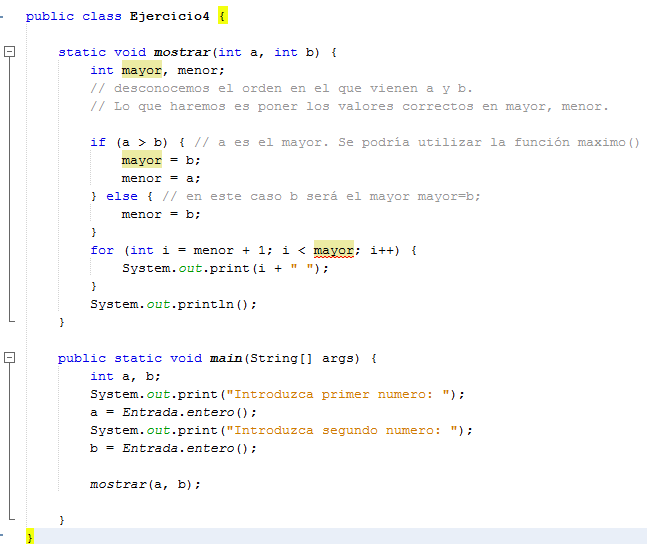 public class Ejercicio4 {
static void mostrar(int a, int b) {
int mayor, menor;
// desconocemos el orden en el que vienen a y b.
// Lo que haremos es poner los valores correctos en mayor, menor.
if (a > b) { // a es el mayor. Se podría utilizar la función maximo()
mayor = b;
menor = a;
} else { // en este caso b será el mayor mayor=b;
menor = b;
}
for (int i = menor + 1; i < mayor; i++) {
System.out.print(i + " ");
}
System.out.println();
}
public static void main(String[] args) {
int a, b;
System.out.print("Introduzca primer numero: ");
a = Entrada.entero();
System.out.print("Introduzca segundo numero: ");
b = Entrada.entero();
mostrar(a, b);
}
}